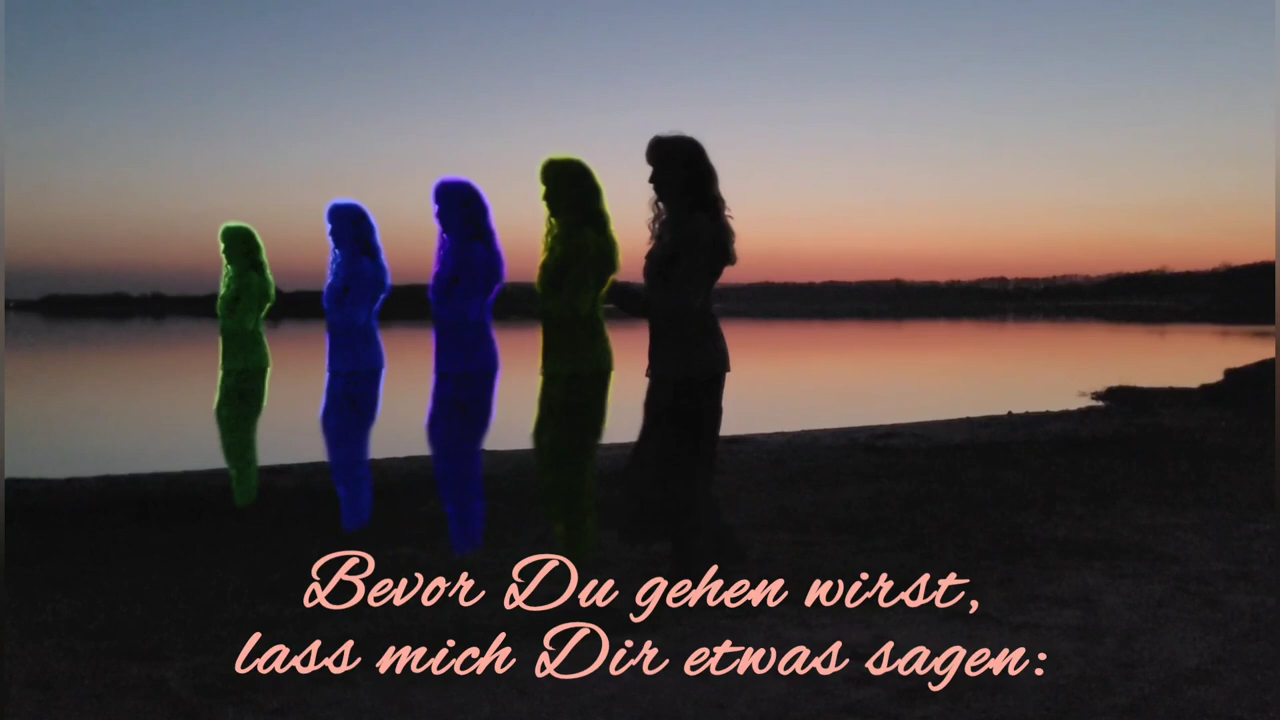 Bevor Du gehen wirst,
lass mich Dir etwas sagen: